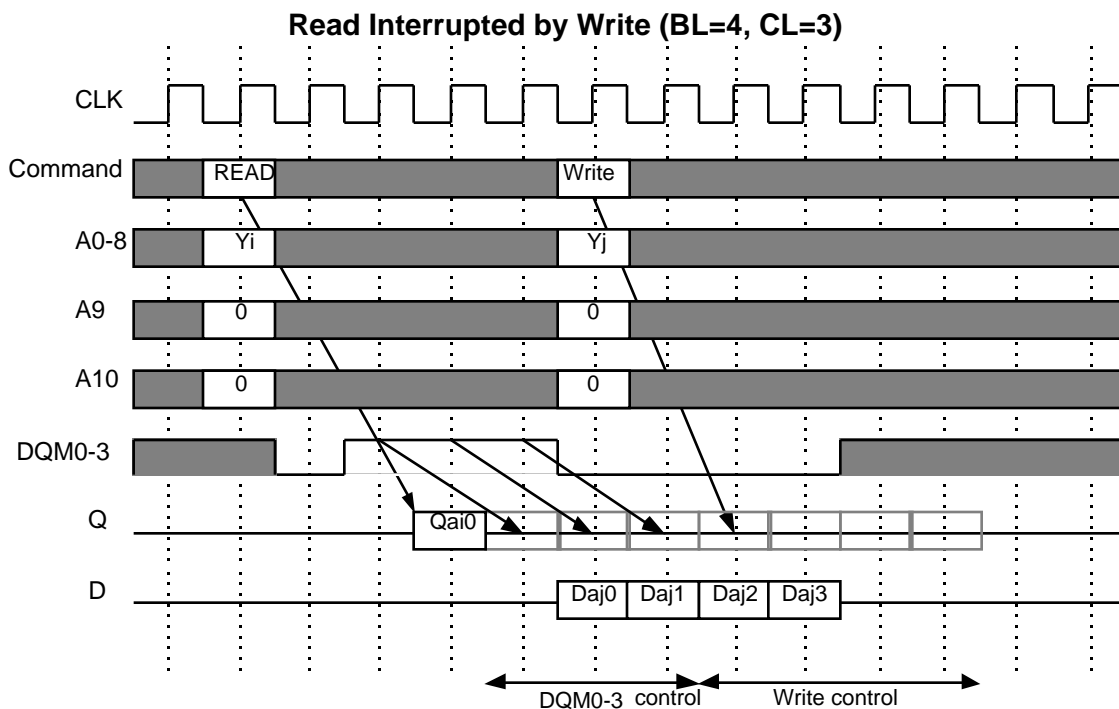 Read Interrupted by Write (BL=4, CL=3)
CLK
Command READ Write
A0-8 Yi Yj
A9 0 0
A10 0 0
DQM0-3
Q Qai0
D Daj0 Daj1 Daj2 Daj3
DQM0-3 control Write control